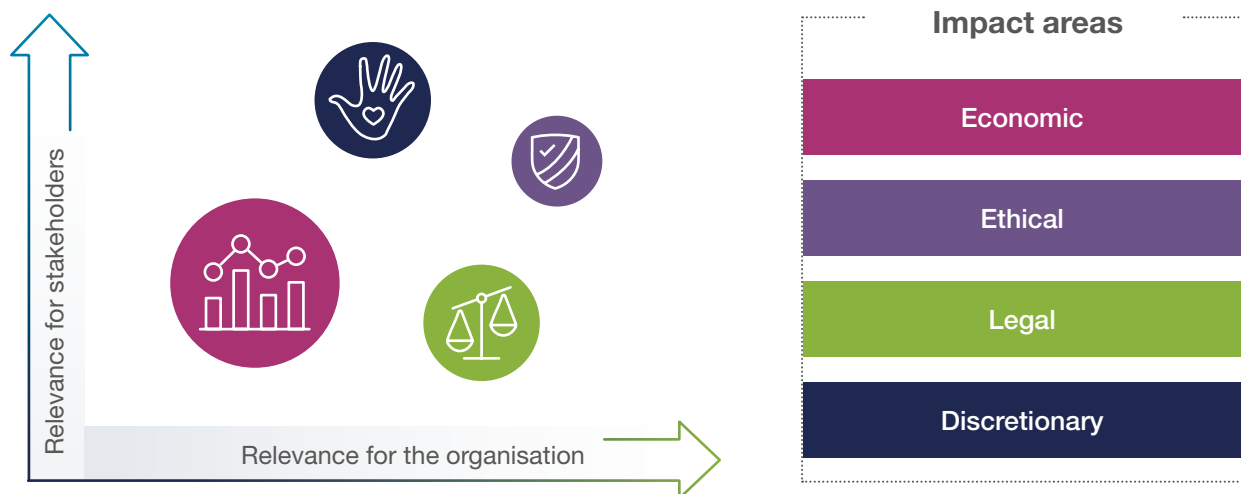 Relevance for stakeholders
Relevance for the organisation
Impact areas
Economic
Ethical
Legal
Discretionary